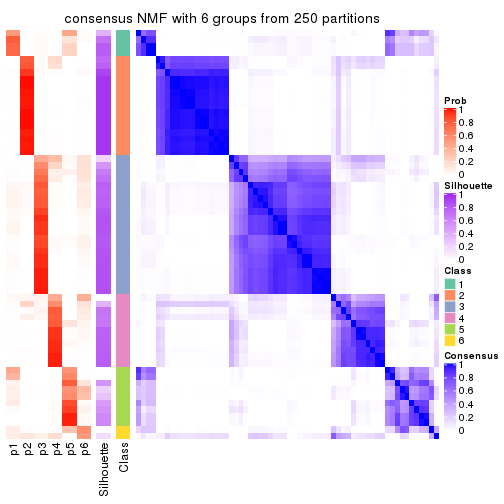 consensus NMF with 6 groups from 250 partitions
Prob
1
0.8
0.6
0.4
0.2
0
Silhouette
1
0.8
0.6
0.4
0.2
0
Class
1
2
3
4
5
6
Consensus
1
0.8
0.6
0.4
0.2
0
p1
p2
p3
p4
p5
p6
Silhouette
Class